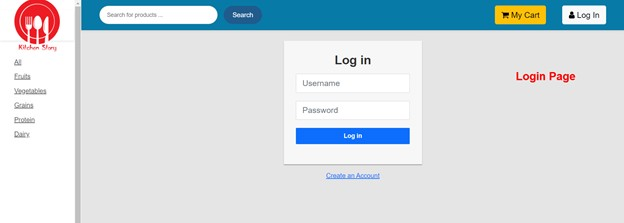 Kitchen Story
Search for products ...
Search
My Cart
Log In
All
Fruits
Vegetables
Grains
Protein
Dairy
Log in
Username
Password
Log in
Create an Account
Login Page